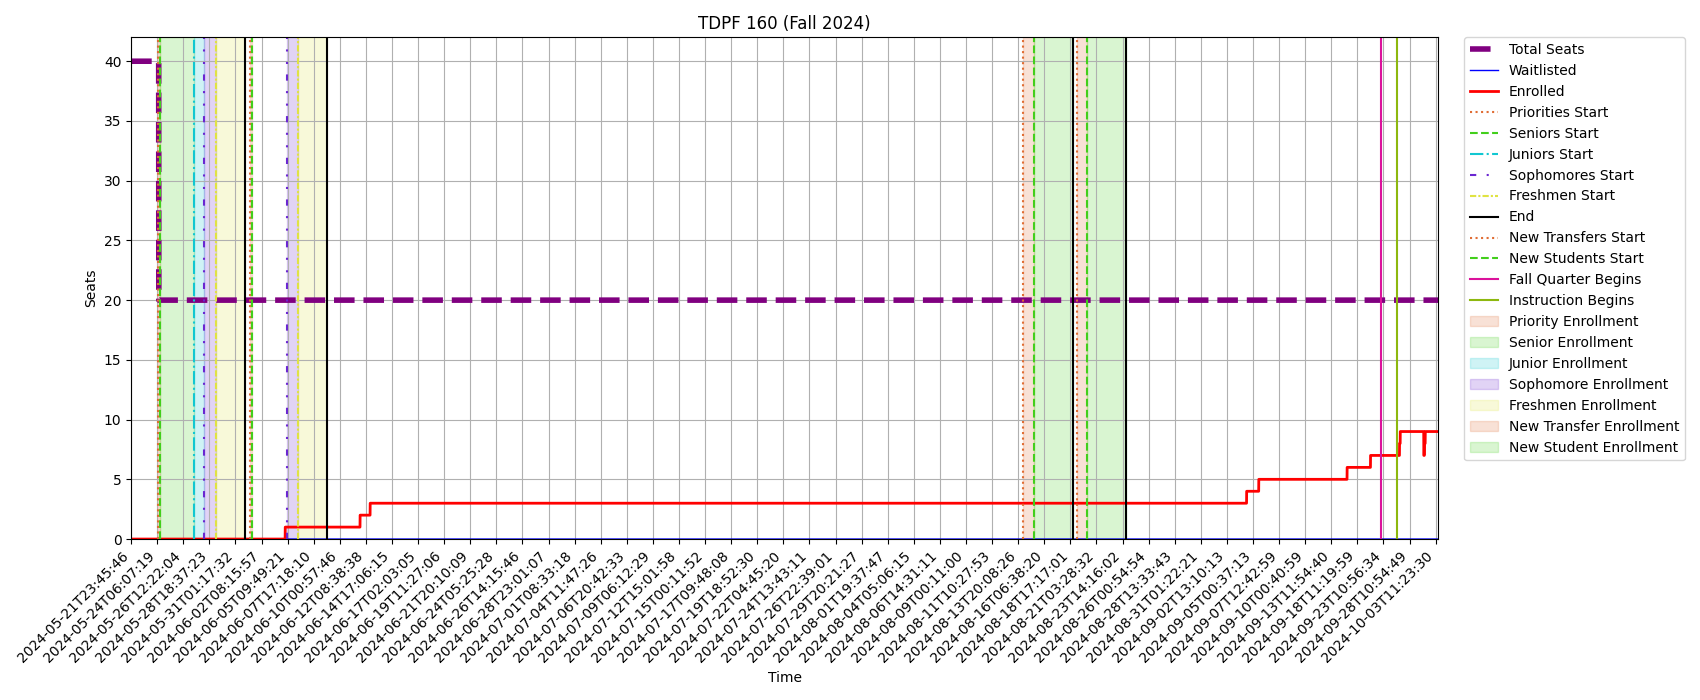 TDPF 160 (Fall 2024)
Seats
40
35
30
25
20
15
10
5
0
2024-05-21T23:45:46
2024-05-24T06:07:19
2024-05-26T12:22:04
2024-05-28T18:37:23
2024-05-31T01:17:32
2024-06-02T08:15:57
2024-06-05T09:49:21
2024-06-07T17:18:10
2024-06-10T00:57:46
2024-06-12T08:38:38
2024-06-14T17:06:15
2024-06-17T02:03:05
2024-06-19T11:27:06
2024-06-21T20:10:09
2024-06-24T05:25:28
2024-06-26T14:15:46
2024-06-28T23:01:07
2024-07-01T08:33:18
2024-07-04T11:47:26
2024-07-06T20:42:33
2024-07-09T06:12:29
2024-07-12T15:01:58
2024-07-15T00:11:52
2024-07-17T09:48:08
2024-07-19T18:52:30
2024-07-22T04:45:20
2024-07-24T13:43:11
2024-07-26T22:39:01
2024-07-29T20:21:27
2024-08-01T19:37:47
2024-08-04T05:06:15
2024-08-06T14:31:11
2024-08-09T00:11:00
2024-08-11T10:27:53
2024-08-13T20:08:26
2024-08-16T06:38:20
2024-08-18T17:17:01
2024-08-21T03:28:32
2024-08-23T14:16:02
2024-08-26T00:54:54
2024-08-28T13:33:43
2024-08-31T01:22:21
2024-09-02T13:10:13
2024-09-05T00:37:13
2024-09-07T12:42:59
2024-09-10T00:40:59
2024-09-13T11:54:40
2024-09-18T11:19:59
2024-09-23T10:56:34
2024-09-28T10:54:49
2024-10-03T11:23:30
Time
Total Seats
Waitlisted
Enrolled
Priorities Start
Seniors Start
Juniors Start
Sophomores Start
Freshmen Start
End
New Transfers Start
New Students Start
Fall Quarter Begins
Instruction Begins
Priority Enrollment
Senior Enrollment
Junior Enrollment
Sophomore Enrollment
Freshmen Enrollment
New Transfer Enrollment
New Student Enrollment